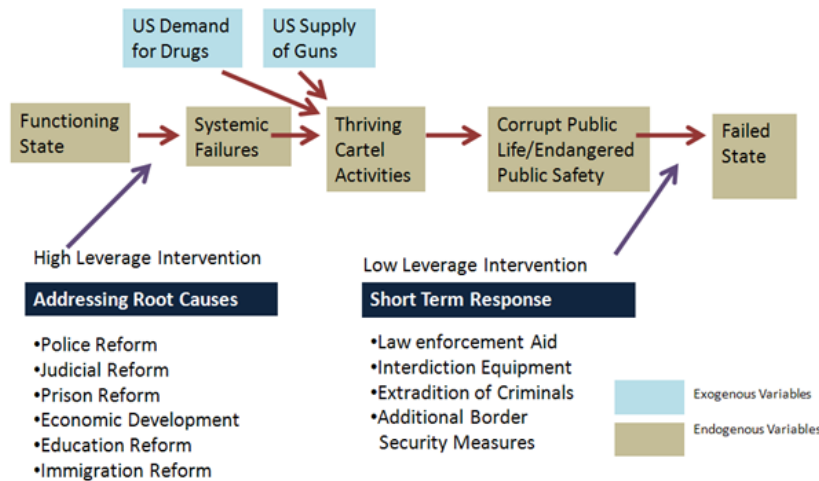 US Demand
for Drugs
US Supply
of Guns
Functioning
State
Systemic
Failures
Thriving
Cartel
Activities
Corrupt Public
Life/Endangered
Public Safety
Failed
State
High Leverage Intervention
Addressing Root Causes
•Police Reform
•Judicial Reform
•Prison Reform
•Economic Development
•Education Reform
•Immigration Reform
Low Leverage Intervention
Short Term Response
•Law enforcement Aid
•Interdiction Equipment
•Extradition of Criminals
•Additional Border
Security Measures
Exogenous Variables
Endogenous Variables